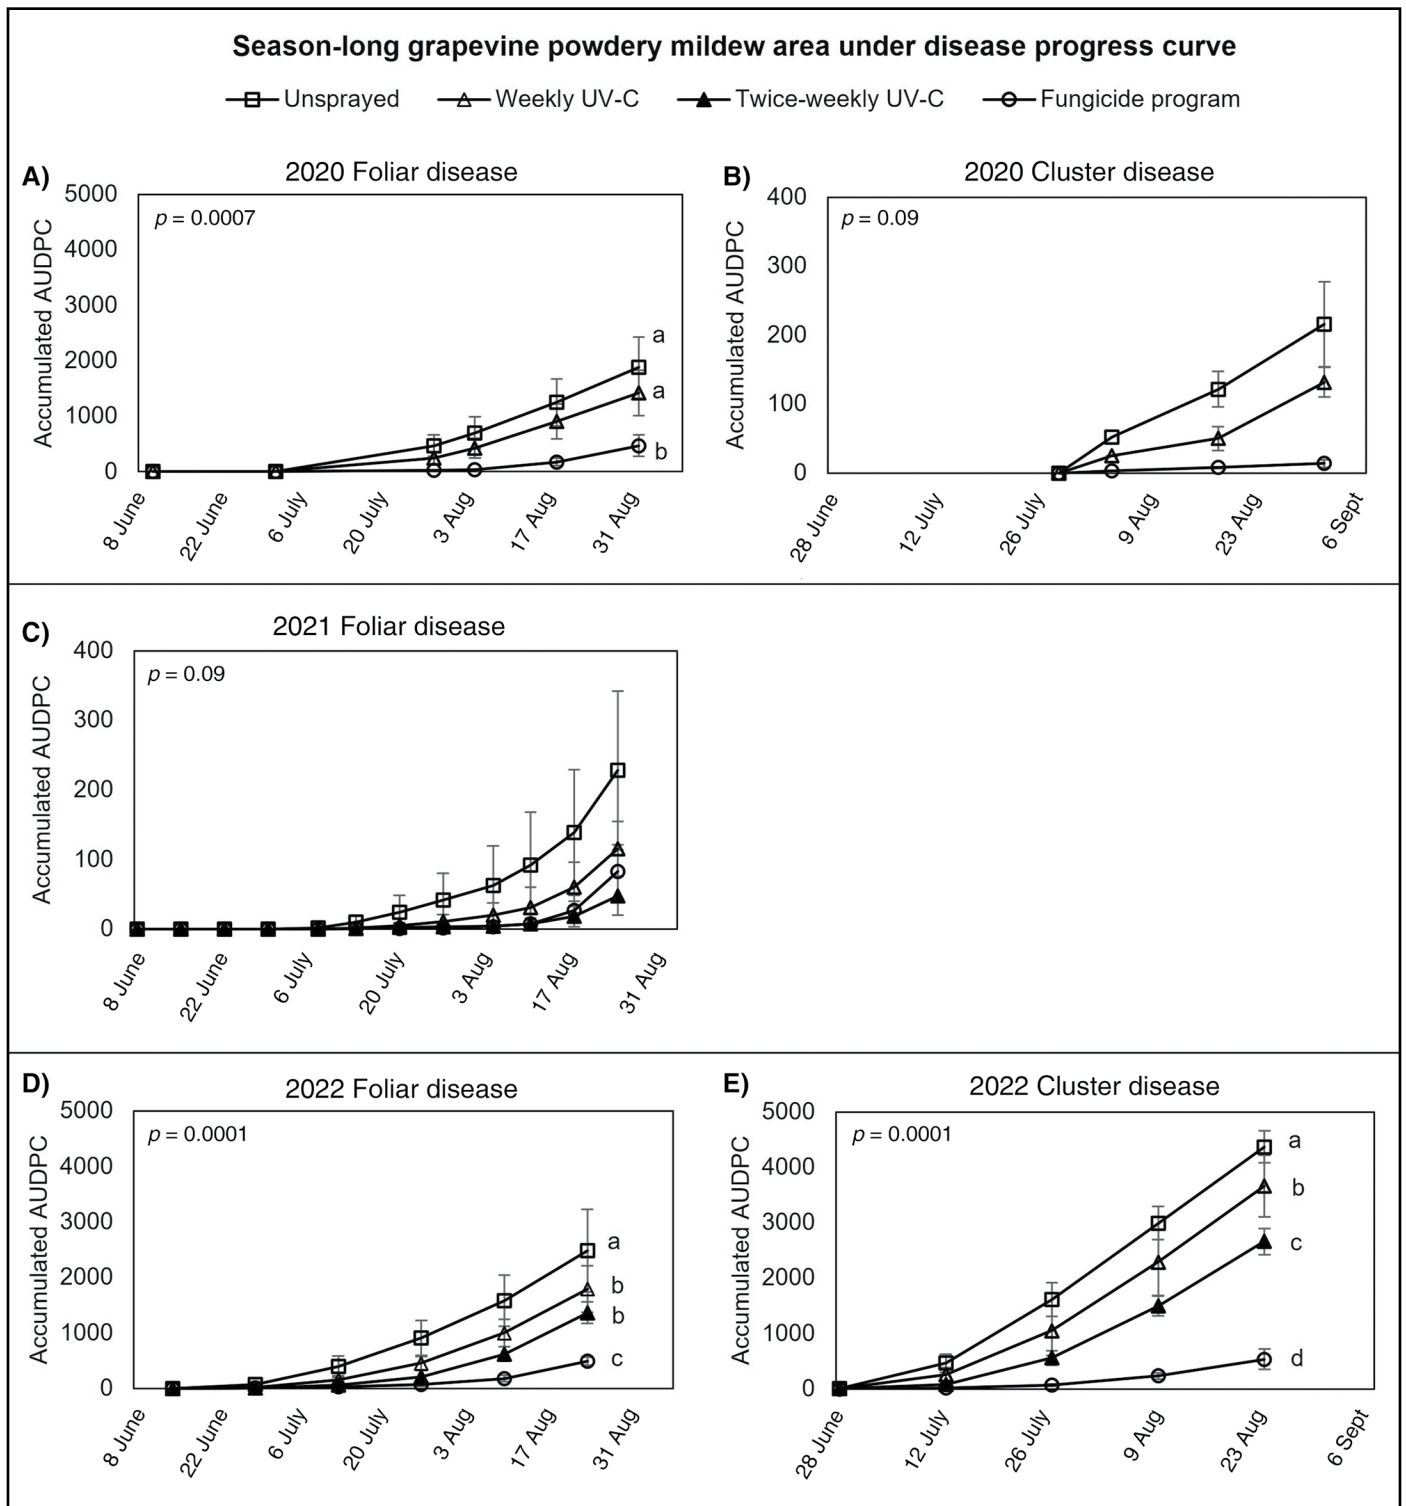 Season-long grapevine powdery mildew area under disease progress curve
Unsprayed Weekly UV-C Twice-weekly UV-C Fungicide program
A) 2020 Foliar disease
Accumulated AUDPC
5000
4000
3000
2000
1000
0
p = 0.0007
a
a
b
8 June 22 June 6 July 20 July 3 Aug 17 Aug 31 Aug
B) 2020 Cluster disease
Accumulated AUDPC
400
300
200
100
0
p = 0.09
28 June 12 July 26 July 9 Aug 23 Aug 6 Sept
C) 2021 Foliar disease
Accumulated AUDPC
400
300
200
100
0
p = 0.09
8 June 22 June 6 July 20 July 3 Aug 17 Aug 31 Aug
D) 2022 Foliar disease
Accumulated AUDPC
5000
4000
3000
2000
1000
0
p = 0.0001
a
b
b
c
8 June 22 June 6 July 20 July 3 Aug 17 Aug 31 Aug
E) 2022 Cluster disease
Accumulated AUDPC
5000
4000
3000
2000
1000
0
p = 0.0001
a
b
c
d
28 June 12 July 26 July 9 Aug 23 Aug 6 Sept